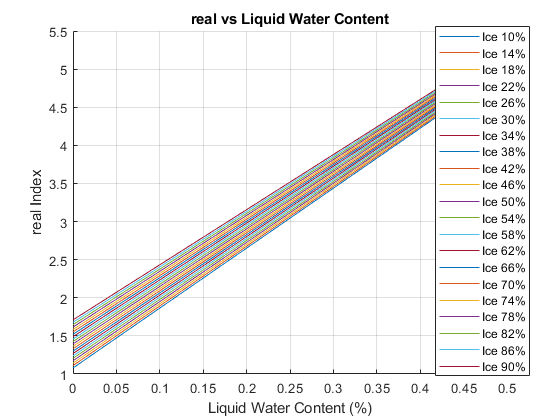 real vs Liquid Water Content
real Index
5.5
5
4.5
4
3.5
3
2.5
2
1.5
1
0
0.05
0.1
0.15
0.2
0.25
0.3
0.35
0.4
0.45
0.5
Liquid Water Content (%)
Ice 10%
Ice 14%
Ice 18%
Ice 22%
Ice 26%
Ice 30%
Ice 34%
Ice 38%
Ice 42%
Ice 46%
Ice 50%
Ice 54%
Ice 58%
Ice 62%
Ice 66%
Ice 70%
Ice 74%
Ice 78%
Ice 82%
Ice 86%
Ice 90%